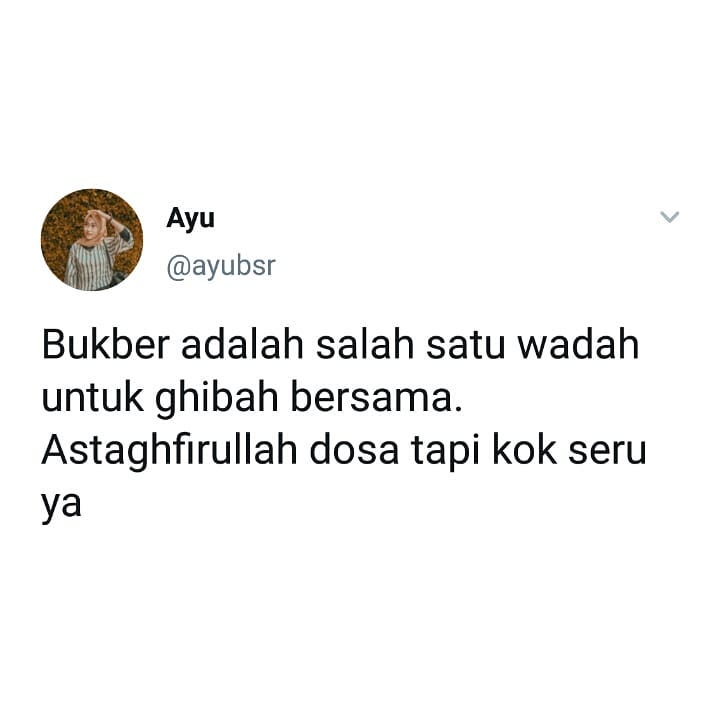 Ayu
@ayubsr
Bukber adalah salah satu wadah
untuk ghibah bersama.
Astaghfirullah dosa tapi kok seru
ya